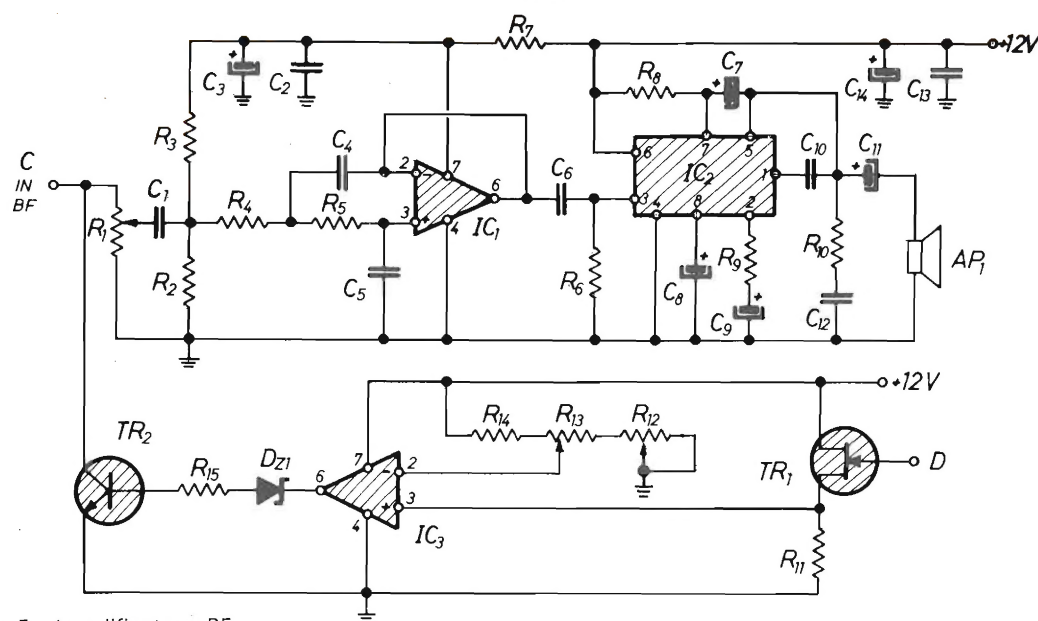 R7
+12V
C3
C2
R8
C7
C14
C13
R3
C4
C
IN
BF
C1
R4
R5
2
7
6
3
4
IC1
C6
6
7
5
IC2
1
3
4
8
2
C10
C11
R1
R2
C5
R6
C8
R9
C9
R10
C12
AP1
+12V
TR2
R15
DZ1
6
7
2
3
4
IC3
R14
R13
R12
TR1
D
R11